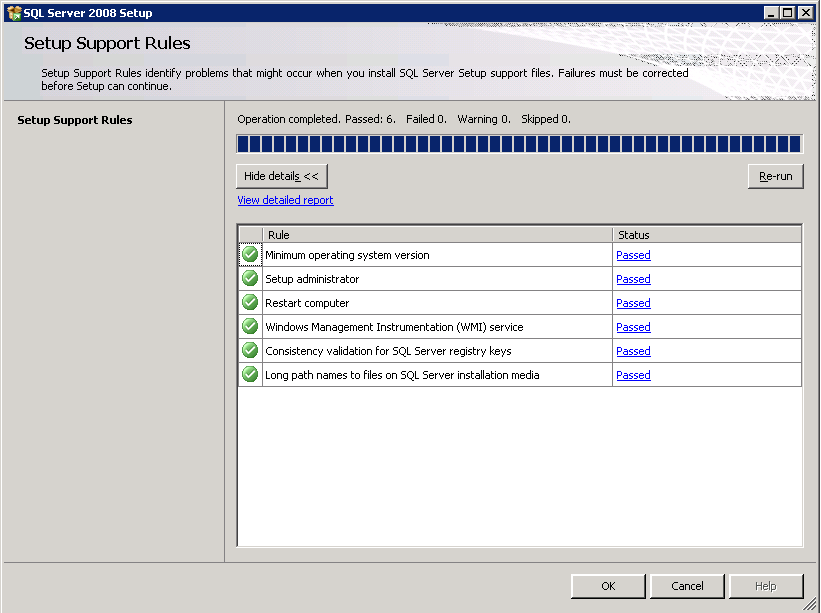 SQL Server 2008 Setup
Setup Support Rules
Setup Support Rules identify problems that might occur when you install SQL Server Setup support files. Failures must be corrected
before Setup can continue.
Setup Support Rules
Operation completed. Passed: 6. Failed 0. Warning 0. Skipped 0.
Hide details <<
Re-run
View detailed report
Rule Status
Minimum operating system version Passed
Setup administrator Passed
Restart computer Passed
Windows Management Instrumentation (WMI) service Passed
Consistency validation for SQL Server registry keys Passed
Long path names to files on SQL Server installation media Passed
OK Cancel Help